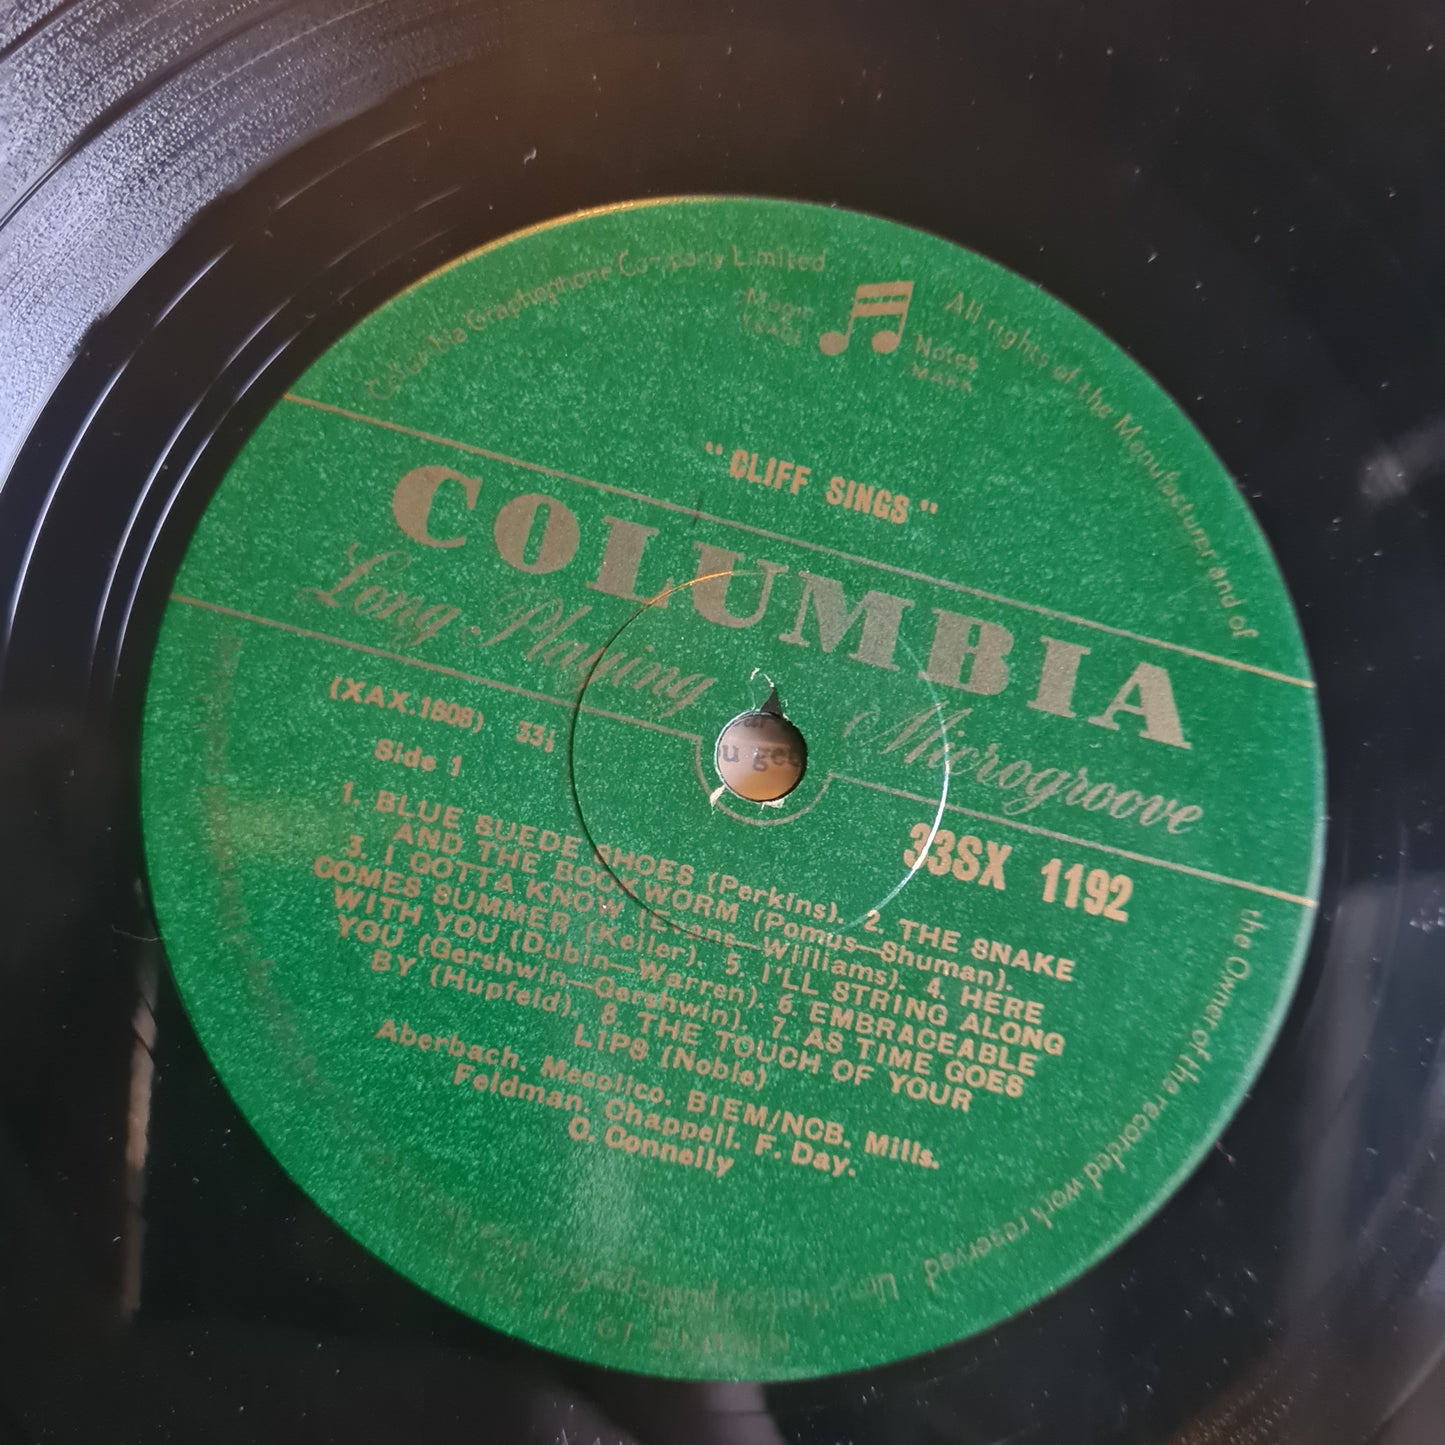 Columbia Graphophone Company Limited
All rights of the Manufacturer and of
the Owner of the recorded work reserved
Magic Notes
MARK
"CLIFF SINGS"
COLUMBIA
Long Playing Microgroove
(XAX.1608) 33⅓
Side 1
33SX 1192
1. BLUE SUEDE SHOES (Perkins). 2. THE SNAKE
AND THE BOOKWORM (Pomus—Shuman).
3. I GOTTA KNOW (Evans—Williams). 4. HERE
COMES SUMMER (Keller). 5. I'LL STRING ALONG
WITH YOU (Dubin—Warren). 6. EMBRACEABLE
YOU (Gershwin—Gershwin). 7. AS TIME GOES
BY (Hupfeld). 8. THE TOUCH OF YOUR
LIPS (Noble)
Aberbach. Mecolico. BIEM/NCB. Mills.
Feldman. Chappell. F. Day.
C. Connelly